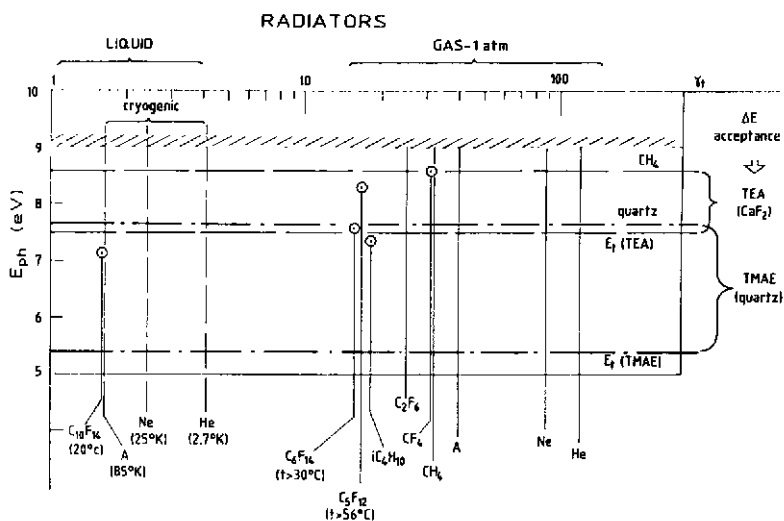 RADIATORS
LIQUID
GAS-1 atm
1
10
100
γt
cryogenic
10
9
8
7
6
5
Eph (eV)
ΔE
acceptance
CH4
TEA
(CaF2)
quartz
Et (TEA)
TMAE
(quartz)
Et (TMAE)
C10F14
(20°c)
A
(85°K)
Ne
(25°K)
He
(2.7°K)
C6F14
(t>30°C)
C5F12
(t>56°C)
iC4H10
C2F6
CF4
CH4
A
Ne
He